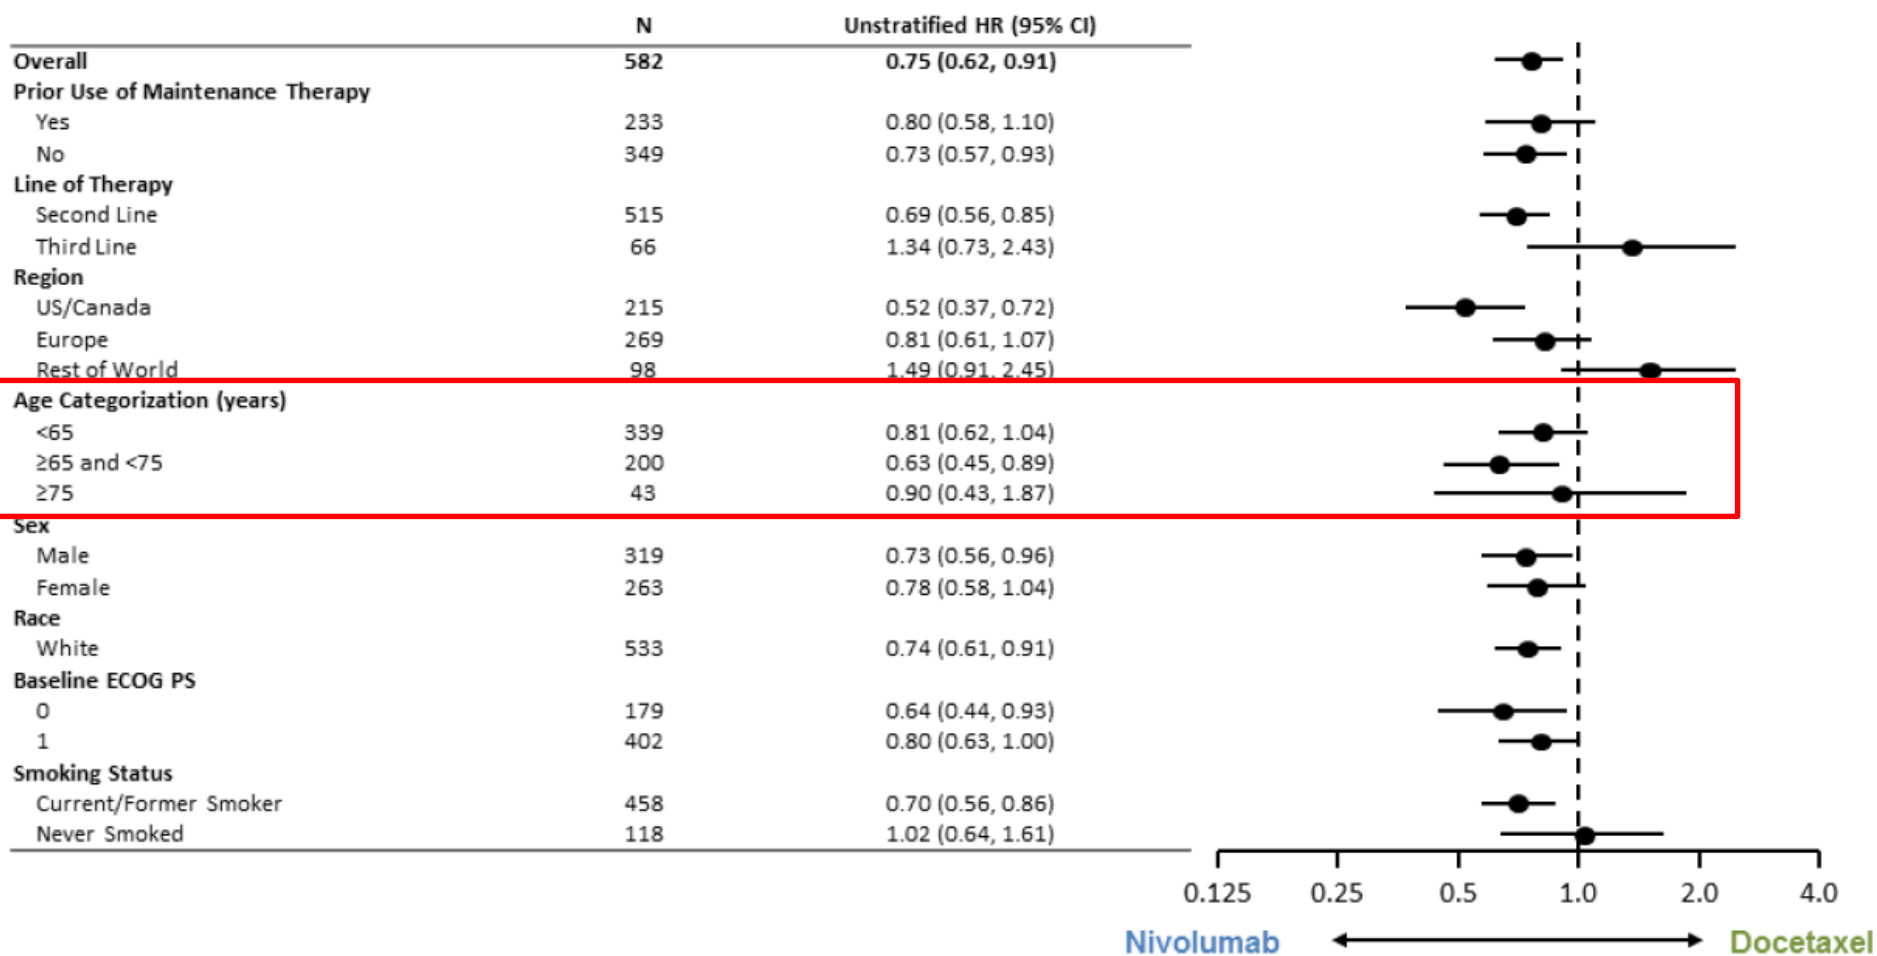 N Unstratified HR (95% CI)
Overall 582 0.75 (0.62, 0.91)
Prior Use of Maintenance Therapy
Yes 233 0.80 (0.58, 1.10)
No 349 0.73 (0.57, 0.93)
Line of Therapy
Second Line 515 0.69 (0.56, 0.85)
Third Line 66 1.34 (0.73, 2.43)
Region
US/Canada 215 0.52 (0.37, 0.72)
Europe 269 0.81 (0.61, 1.07)
Rest of World 98 1.49 (0.91, 2.45)
Age Categorization (years)
<65 339 0.81 (0.62, 1.04)
≥65 and <75 200 0.63 (0.45, 0.89)
≥75 43 0.90 (0.43, 1.87)
Sex
Male 319 0.73 (0.56, 0.96)
Female 263 0.78 (0.58, 1.04)
Race
White 533 0.74 (0.61, 0.91)
Baseline ECOG PS
0 179 0.64 (0.44, 0.93)
1 402 0.80 (0.63, 1.00)
Smoking Status
Current/Former Smoker 458 0.70 (0.56, 0.86)
Never Smoked 118 1.02 (0.64, 1.61)
0.125 0.25 0.5 1.0 2.0 4.0
Nivolumab Docetaxel